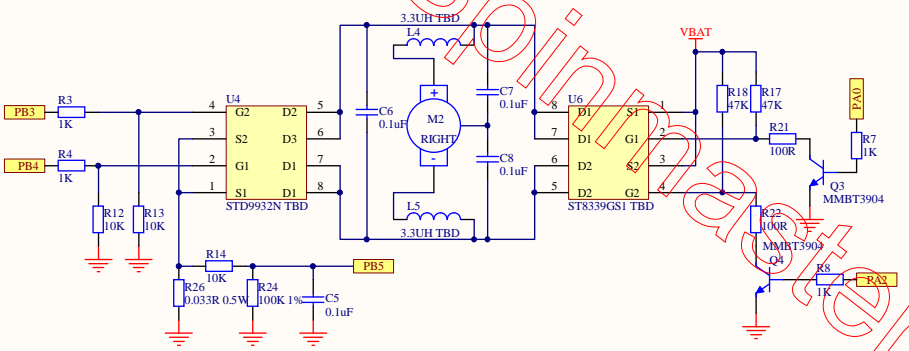 3.3UH TBD
L4
VBAT
PB3
R3
1K
U4
4 G2 D2 5
3 S2 D3 6
2 G1 D1 7
1 S1 D1 8
STD9932N TBD
PB4
R4
1K
R12
10K
R13
10K
C6
0.1uF
M2
RIGHT
+
-
C7
0.1uF
C8
0.1uF
L5
3.3UH TBD
U6
8 D1 S1 1
7 D1 G1 2
6 D2 S2 3
5 D2 G2 4
ST8339GS1 TBD
R18
47K
R17
47K
R21
100R
PA0
R7
1K
Q3
MMBT3904
R22
100R
MMBT3904
Q4
R8
1K
PA2
R14
10K
PB5
R26
0.033R 0.5W
R24
100K 1%
C5
0.1uF